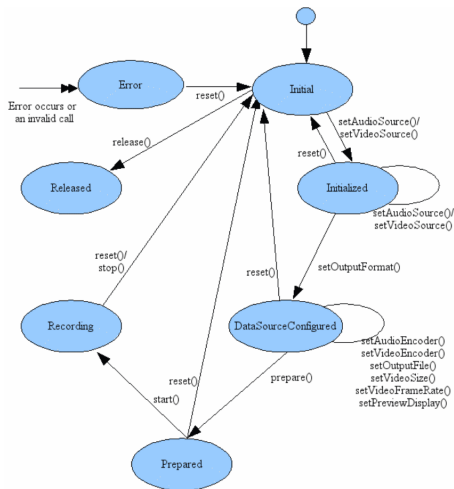 Error
reset()
Initial
Error occurs or
an invalid call
setAudioSource()/
setVideoSource()
release()
reset()
Released
Initialized
setAudioSource()/
setVideoSource()
reset()/
stop()
reset()
setOutputFormat()
Recording
DataSourceConfigured
setAudioEncoder()
setVideoEncoder()
setOutputFile()
setVideoSize()
setVideoFrameRate()
setPreviewDisplay()
reset()
prepare()
start()
Prepared